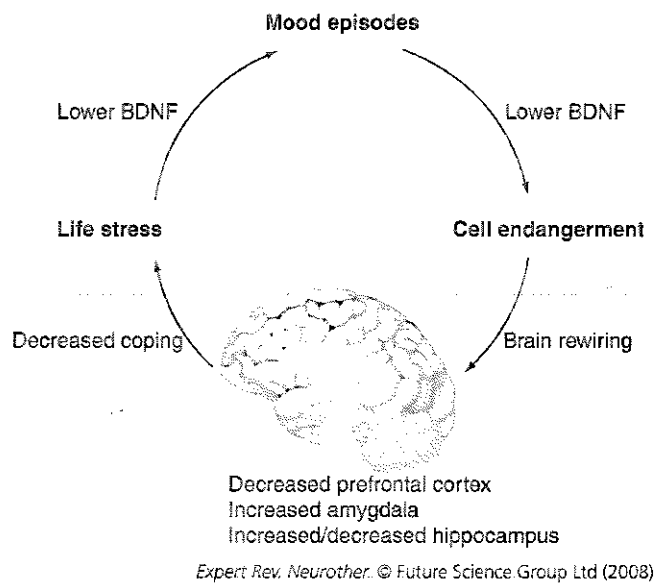 Mood episodes
Lower BDNF
Lower BDNF
Life stress
Cell endangerment
Decreased coping
Brain rewiring
Decreased prefrontal cortex
Increased amygdala
Increased/decreased hippocampus
Expert Rev. Neurother. © Future Science Group Ltd (2008)